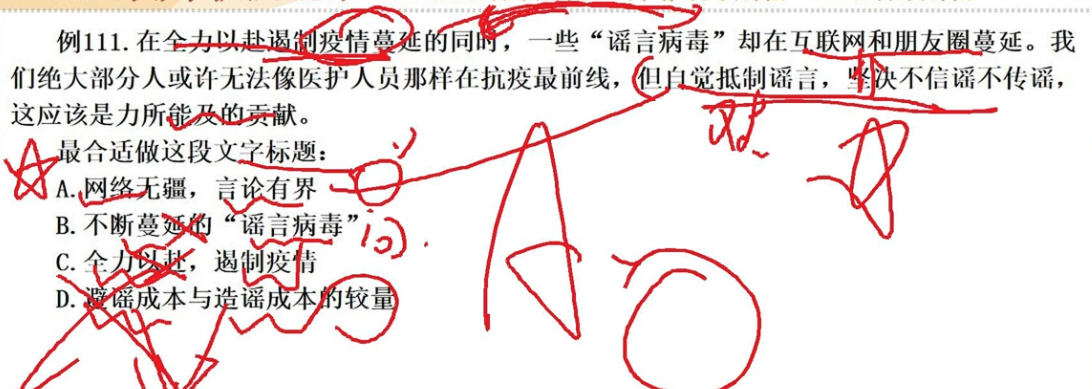 例111.在全力以赴遏制疫情蔓延的同时，一些“谣言病毒”却在互联网和朋友圈蔓延。我
们绝大部分人或许无法像医护人员那样在抗疫最前线，但自觉抵制谣言，坚决不信谣不传谣，
这应该是力所能及的贡献。
最合适做这段文字标题：
A.网络无疆，言论有界
B.不断蔓延的“谣言病毒”
C.全力以赴，遏制疫情
D.避谣成本与造谣成本的较量